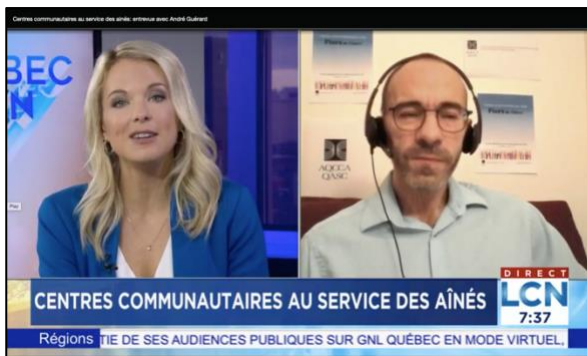 Centres communautaires au service des aînés: entrevue avec André Guérard
BEC
N
AQCCA
QASC
CENTRES COMMUNAUTAIRES AU SERVICE DES AÎNÉS
DIRECT
LCN
7:37
Régions
TIE DE SES AUDIENCES PUBLIQUES SUR GNL QUÉBEC EN MODE VIRTUEL,